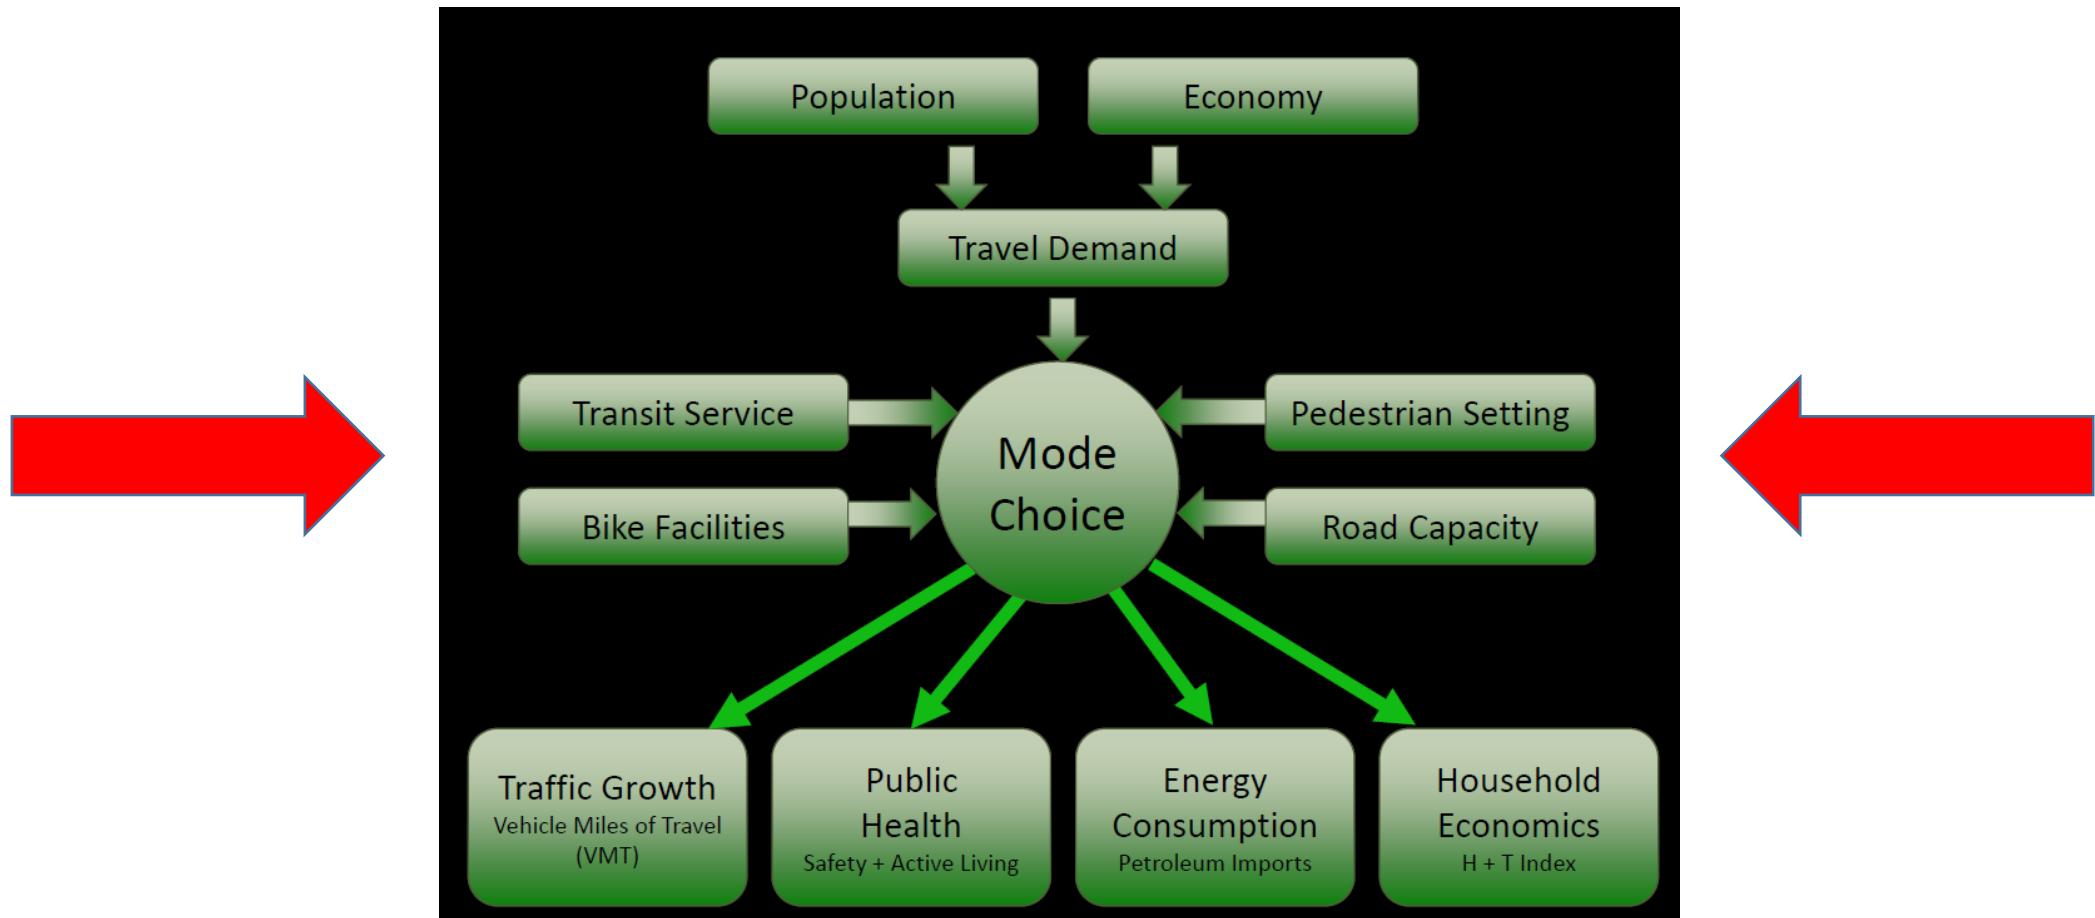 Population
Economy
Travel Demand
Transit Service
Pedestrian Setting
Mode
Choice
Bike Facilities
Road Capacity
Traffic Growth
Vehicle Miles of Travel
(VMT)
Public
Health
Safety + Active Living
Energy
Consumption
Petroleum Imports
Household
Economics
H + T Index